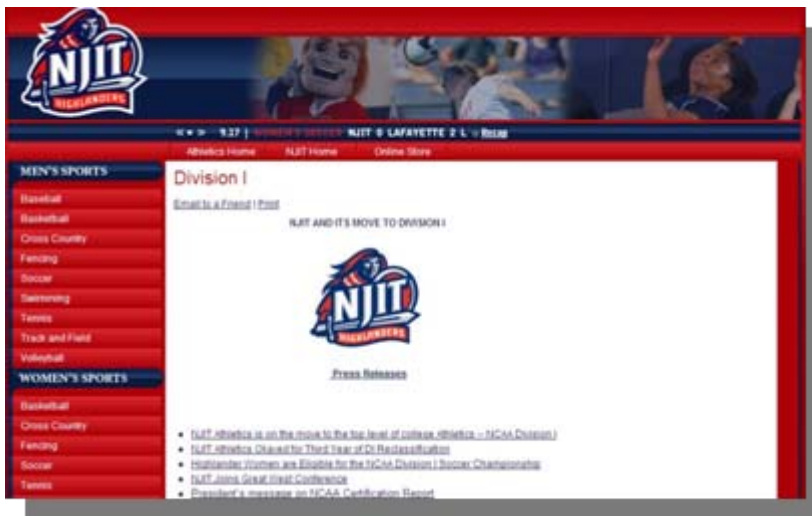 NJIT
HIGHLANDERS
9.27 | WOMEN'S SOCCER NJIT 0 LAFAYETTE 2 L Recap
Athletics Home NJIT Home Online Store
MEN'S SPORTS
Baseball
Basketball
Cross Country
Fencing
Soccer
Swimming
Tennis
Track and Field
Volleyball
WOMEN'S SPORTS
Basketball
Cross Country
Fencing
Soccer
Tennis
Division I
Email to a Friend | Print
NJIT AND ITS MOVE TO DIVISION I
NJIT
HIGHLANDERS
Press Releases
NJIT Athletics is on the move to the top level of college Athletics – NCAA Division I
NJIT Athletics Okayed for Third Year of DI Reclassification
Highlander Women are Eligible for the NCAA Division I Soccer Championship
NJIT Joins Great West Conference
President's message on NCAA Certification Report